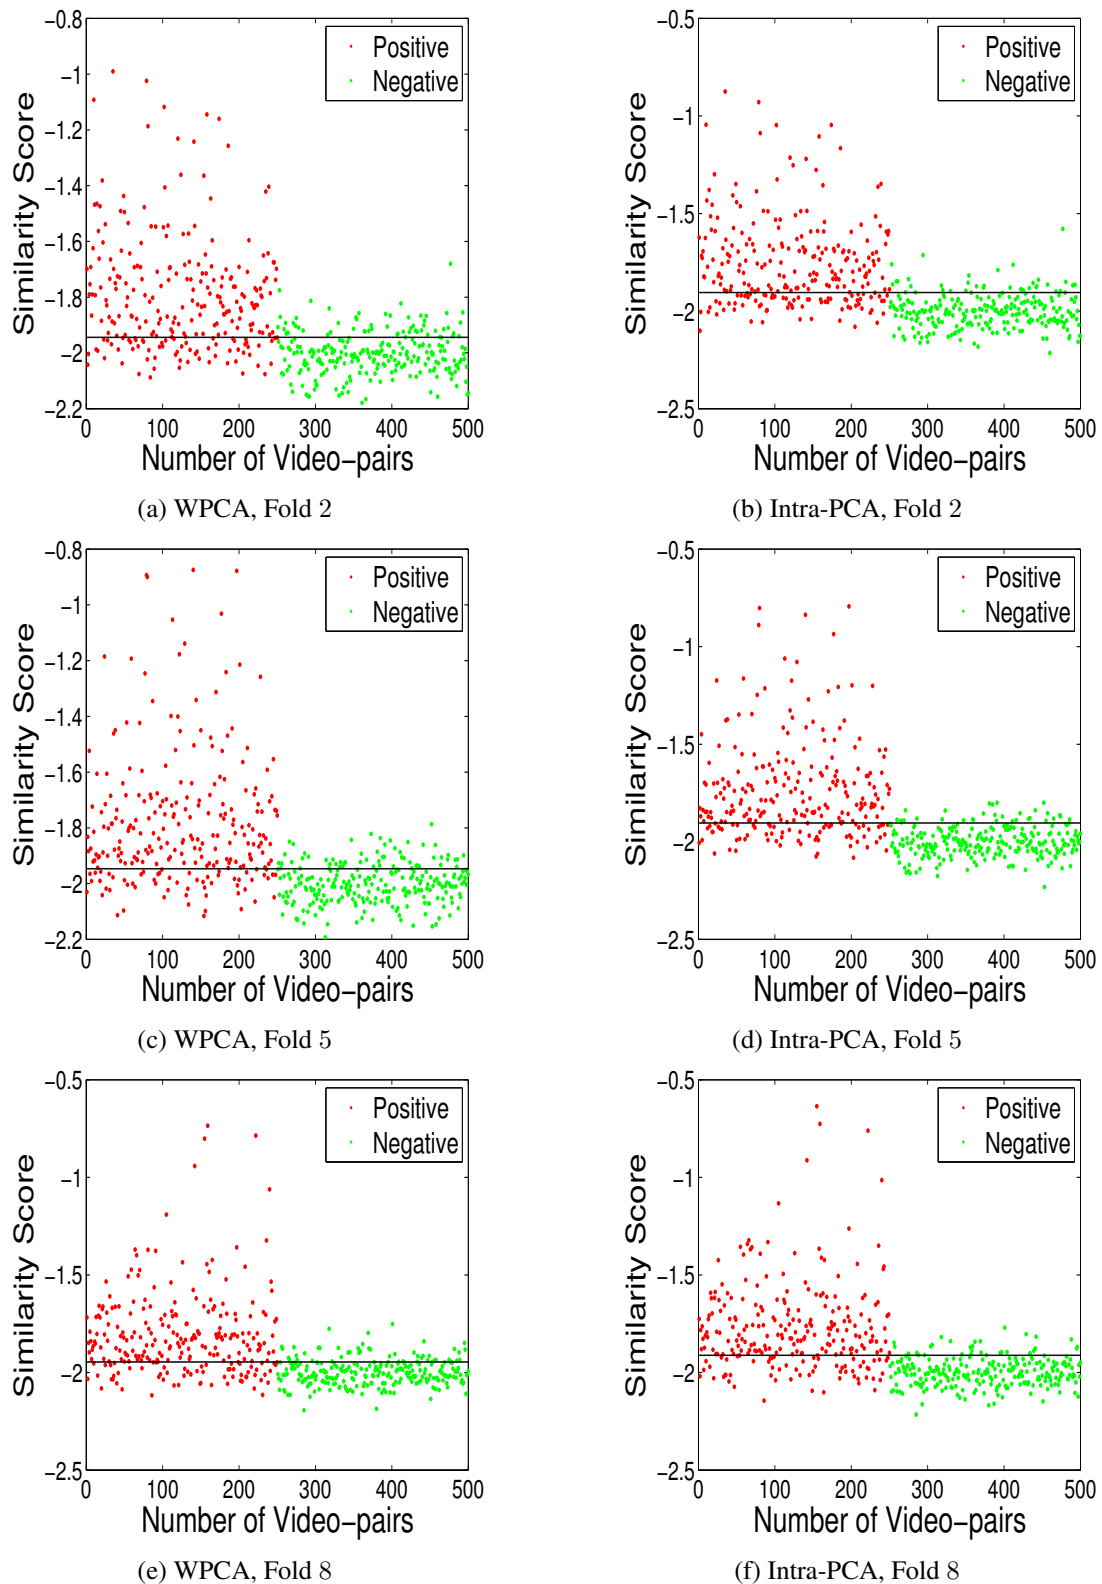 −0.8
−1
−1.2
−1.4
−1.6
−1.8
−2
−2.2
0 100 200 300 400 500
Similarity Score
Number of Video−pairs
Positive
Negative
(a) WPCA, Fold 2
−0.5
−1
−1.5
−2
−2.5
0 100 200 300 400 500
Similarity Score
Number of Video−pairs
Positive
Negative
(b) Intra-PCA, Fold 2
−0.8
−1
−1.2
−1.4
−1.6
−1.8
−2
−2.2
0 100 200 300 400 500
Similarity Score
Number of Video−pairs
Positive
Negative
(c) WPCA, Fold 5
−0.5
−1
−1.5
−2
−2.5
0 100 200 300 400 500
Similarity Score
Number of Video−pairs
Positive
Negative
(d) Intra-PCA, Fold 5
−0.5
−1
−1.5
−2
−2.5
0 100 200 300 400 500
Similarity Score
Number of Video−pairs
Positive
Negative
(e) WPCA, Fold 8
−0.5
−1
−1.5
−2
−2.5
0 100 200 300 400 500
Similarity Score
Number of Video−pairs
Positive
Negative
(f) Intra-PCA, Fold 8